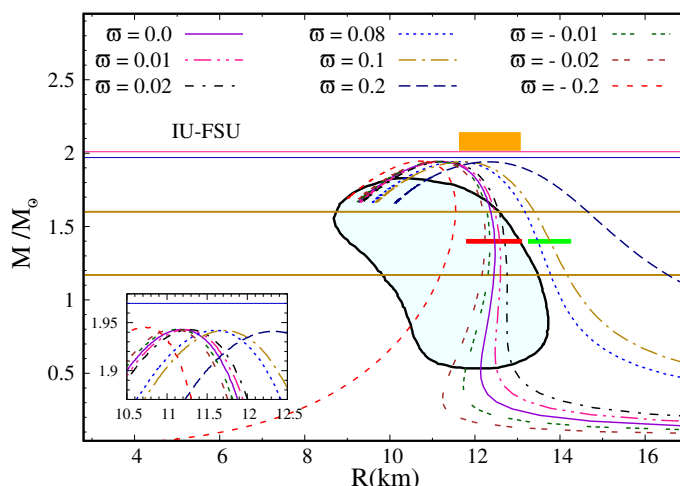 ϖ = 0.0 ϖ = 0.08 ϖ = - 0.01
ϖ = 0.01 ϖ = 0.1 ϖ = - 0.02
ϖ = 0.02 ϖ = 0.2 ϖ = - 0.2
IU-FSU
2.5
2
1.5
1
0.5
M/M⊙
1.95
1.9
10.5 11 11.5 12 12.5
4 6 8 10 12 14 16
R(km)